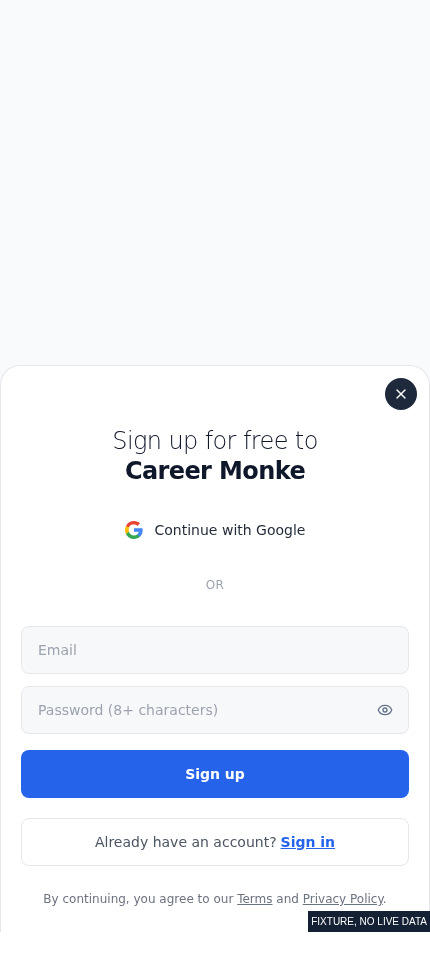 Sign up for free to
Career Monke
Continue with Google
OR
Email
Password (8+ characters)
Sign up
Already have an account? Sign in
By continuing, you agree to our Terms and Privacy Policy.
FIXTURE, NO LIVE DATA